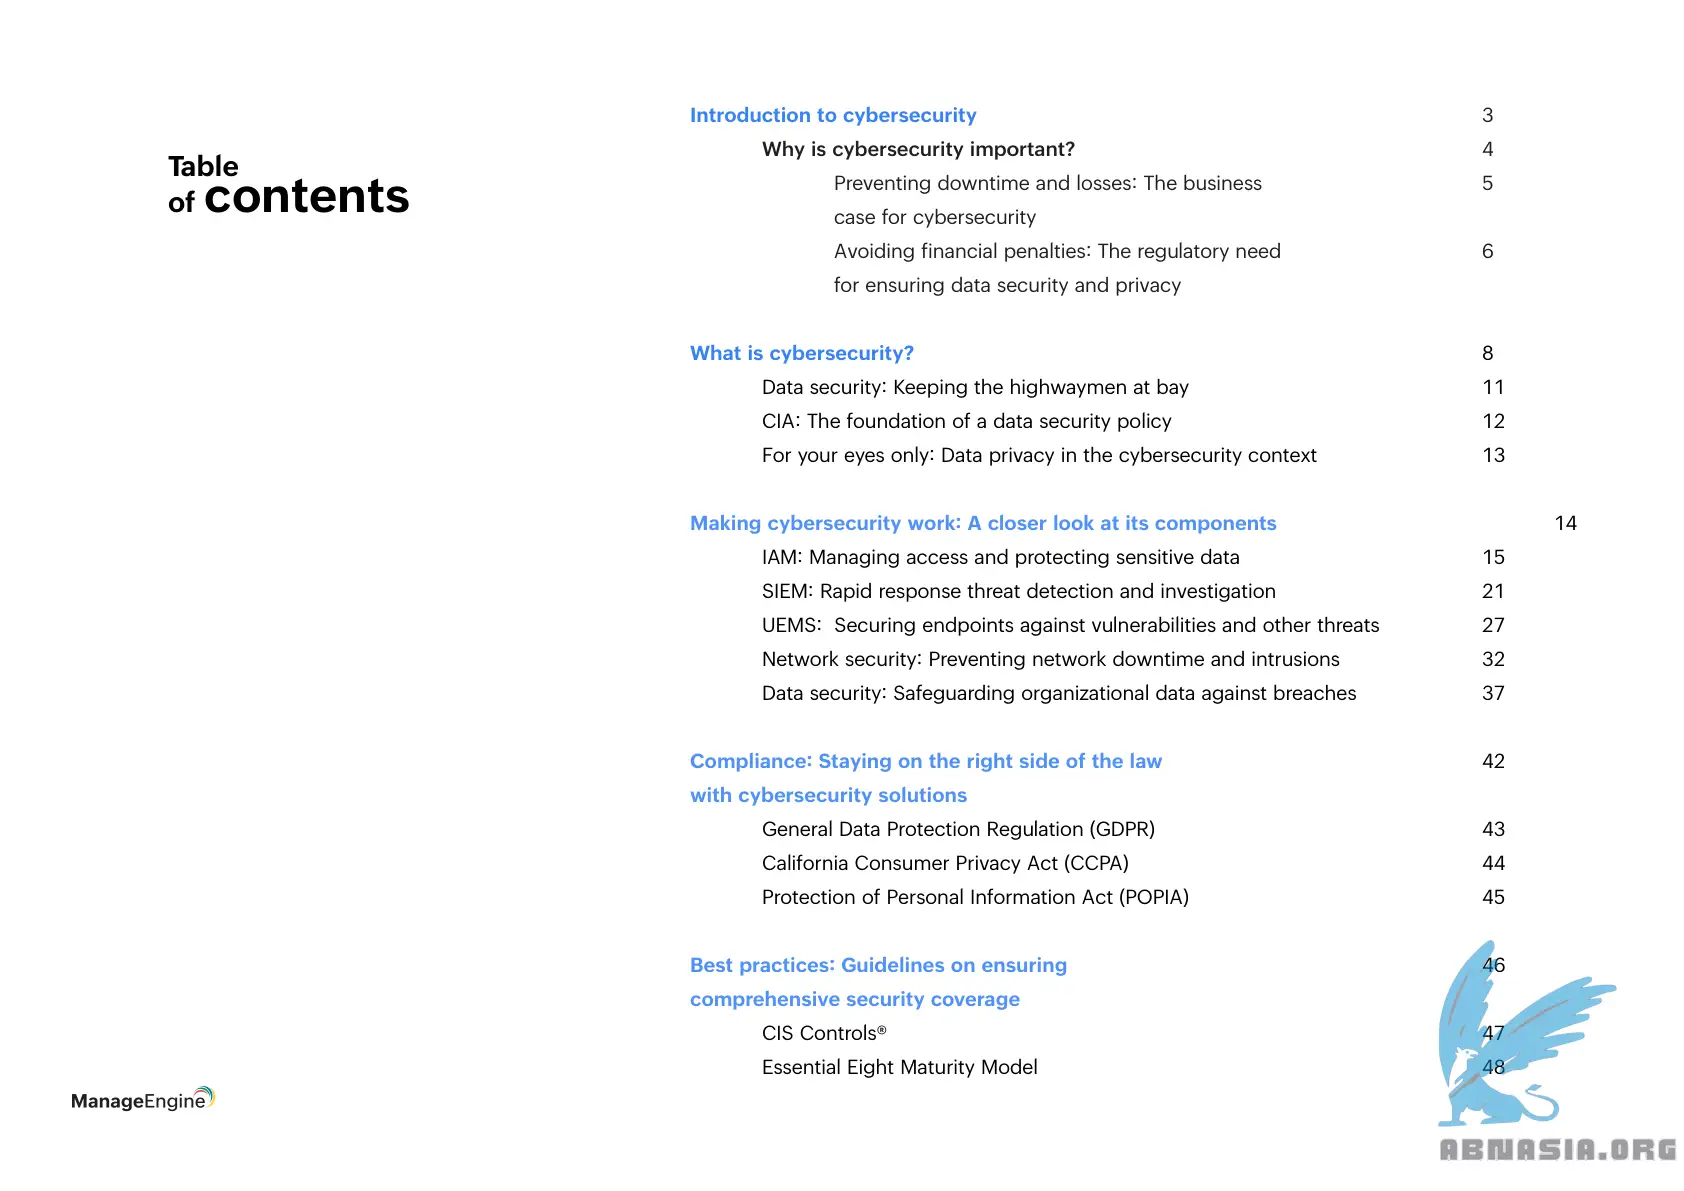 Table
of contents
Introduction to cybersecurity 3
Why is cybersecurity important? 4
Preventing downtime and losses: The business 5
case for cybersecurity
Avoiding financial penalties: The regulatory need 6
for ensuring data security and privacy
What is cybersecurity? 8
Data security: Keeping the highwaymen at bay 11
CIA: The foundation of a data security policy 12
For your eyes only: Data privacy in the cybersecurity context 13
Making cybersecurity work: A closer look at its components 14
IAM: Managing access and protecting sensitive data 15
SIEM: Rapid response threat detection and investigation 21
UEMS: Securing endpoints against vulnerabilities and other threats 27
Network security: Preventing network downtime and intrusions 32
Data security: Safeguarding organizational data against breaches 37
Compliance: Staying on the right side of the law 42
with cybersecurity solutions
General Data Protection Regulation (GDPR) 43
California Consumer Privacy Act (CCPA) 44
Protection of Personal Information Act (POPIA) 45
Best practices: Guidelines on ensuring 46
comprehensive security coverage
CIS Controls® 47
Essential Eight Maturity Model 48
ManageEngine
ABNASIA.ORG